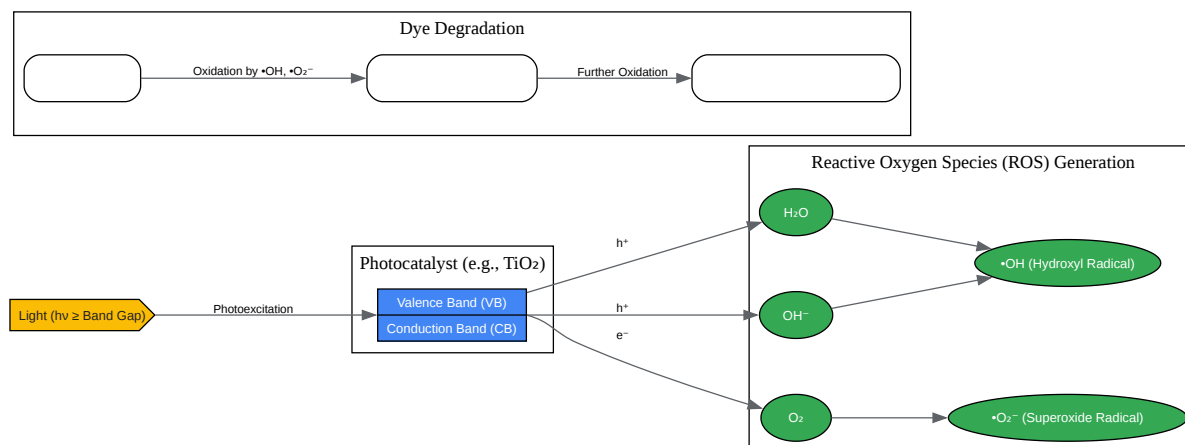 Dye Degradation
Oxidation by •OH, •O₂⁻
Further Oxidation
Reactive Oxygen Species (ROS) Generation
H₂O
h⁺
•OH (Hydroxyl Radical)
Photocatalyst (e.g., TiO₂)
Light (hν ≥ Band Gap)
Photoexcitation
Valence Band (VB)
Conduction Band (CB)
h⁺
OH⁻
e⁻
O₂
•O₂⁻ (Superoxide Radical)